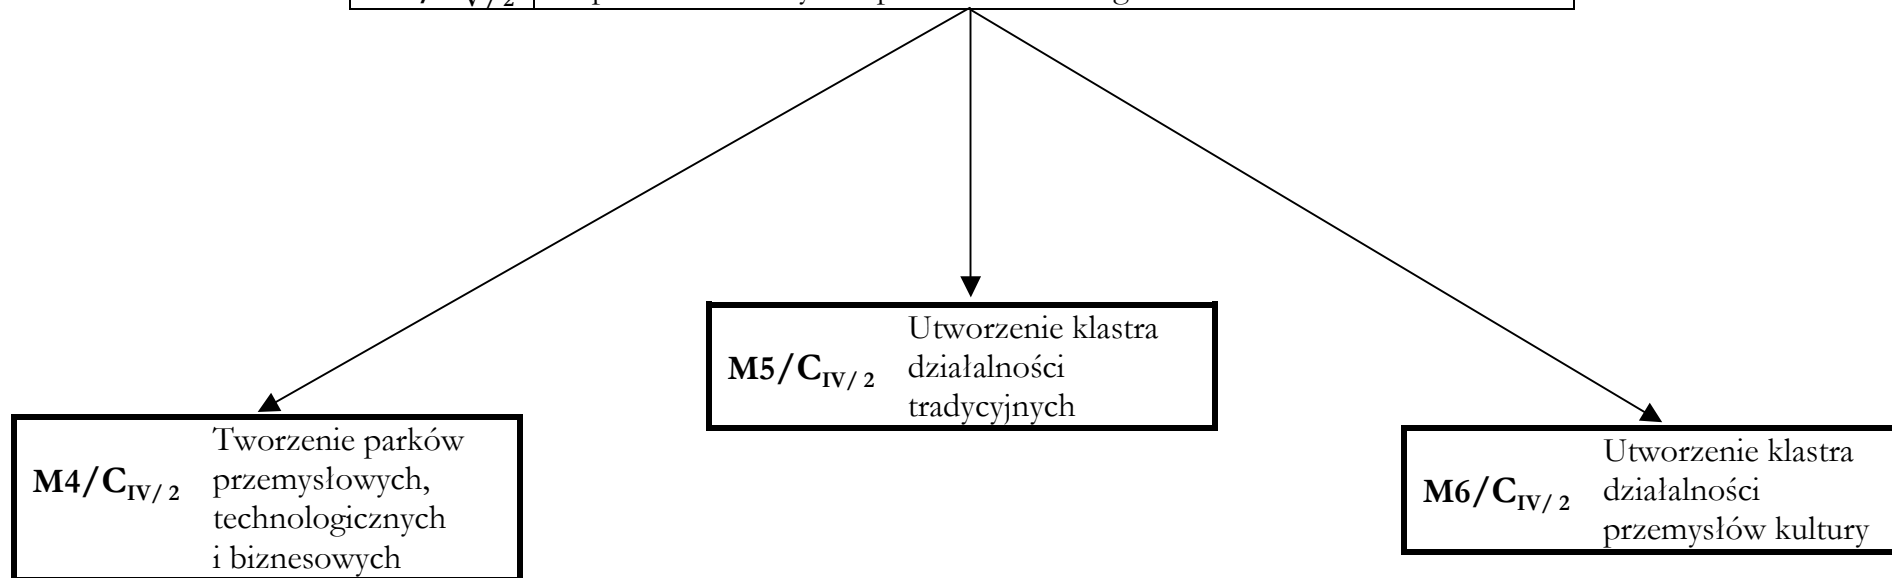 M5/C_IV/ 2 Utworzenie klastra
działalności
tradycyjnych
M4/C_IV/ 2 Tworzenie parków
przemysłowych,
technologicznych
i biznesowych
M6/C_IV/ 2 Utworzenie klastra
działalności
przemysłów kultury